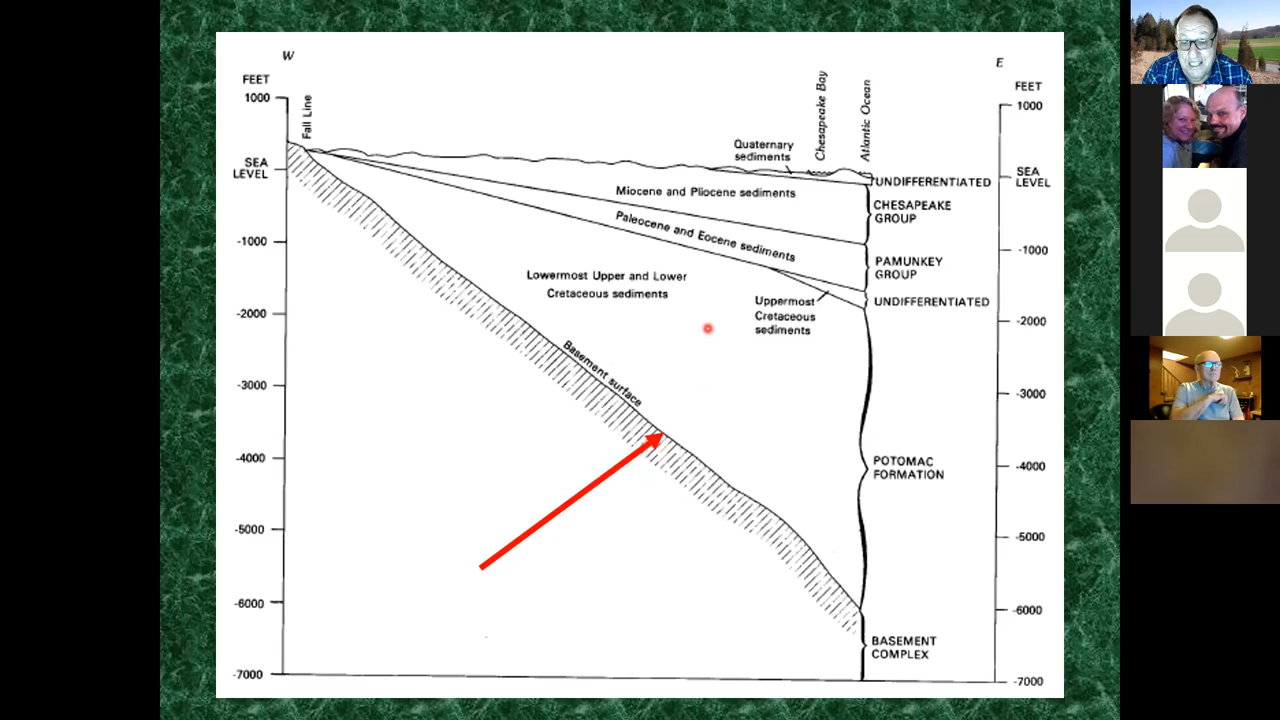 W
E
FEET
FEET
1000
1000
Fall Line
Chesapeake Bay
Atlantic Ocean
Quaternary
sediments
SEA
LEVEL
SEA
LEVEL
UNDIFFERENTIATED
Miocene and Pliocene sediments
CHESAPEAKE
GROUP
Paleocene and Eocene sediments
-1000
-1000
PAMUNKEY
GROUP
Lowermost Upper and Lower
Cretaceous sediments
Uppermost
Cretaceous
sediments
UNDIFFERENTIATED
-2000
-2000
Basement surface
-3000
-3000
-4000
-4000
POTOMAC
FORMATION
-5000
-5000
-6000
-6000
BASEMENT
COMPLEX
-7000
-7000